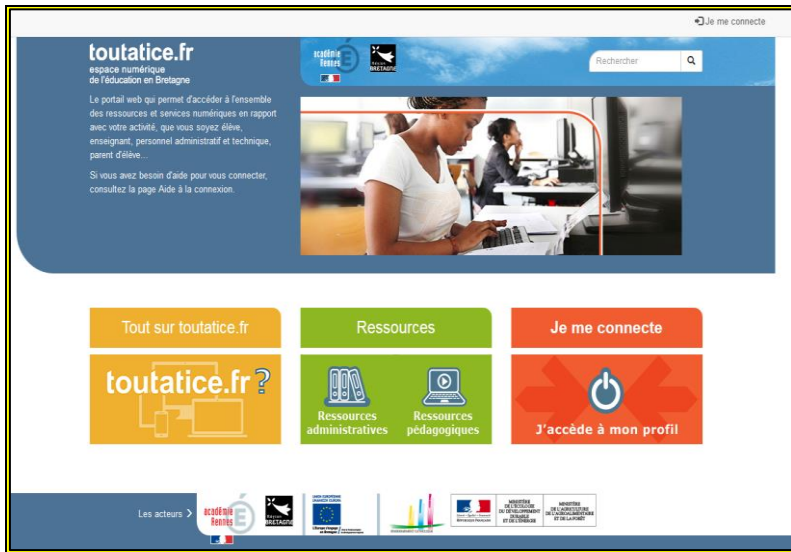 Je me connecte
toutatice.fr
espace numérique
de l'éducation en Bretagne
académie
Rennes
Région
BRETAGNE
Rechercher
Le portail web qui permet d'accéder à l'ensemble
des ressources et services numériques en rapport
avec votre activité, que vous soyez élève,
enseignant, personnel administratif et technique,
parent d'élève...
Si vous avez besoin d'aide pour vous connecter,
consultez la page Aide à la connexion.
Tout sur toutatice.fr
Ressources
Je me connecte
toutatice.fr ?
Ressources
administratives
Ressources
pédagogiques
J'accède à mon profil
Les acteurs
académie
Rennes
Région
BRETAGNE
UNION EUROPÉENNE
L'Europe s'engage
en Bretagne
MINISTÈRE
DE L'ÉCOLOGIE
DU DÉVELOPPEMENT
DURABLE
ET DE L'ÉNERGIE
MINISTÈRE
DE L'AGRICULTURE
DE L'AGROALIMENTAIRE
ET DE LA FORÊT